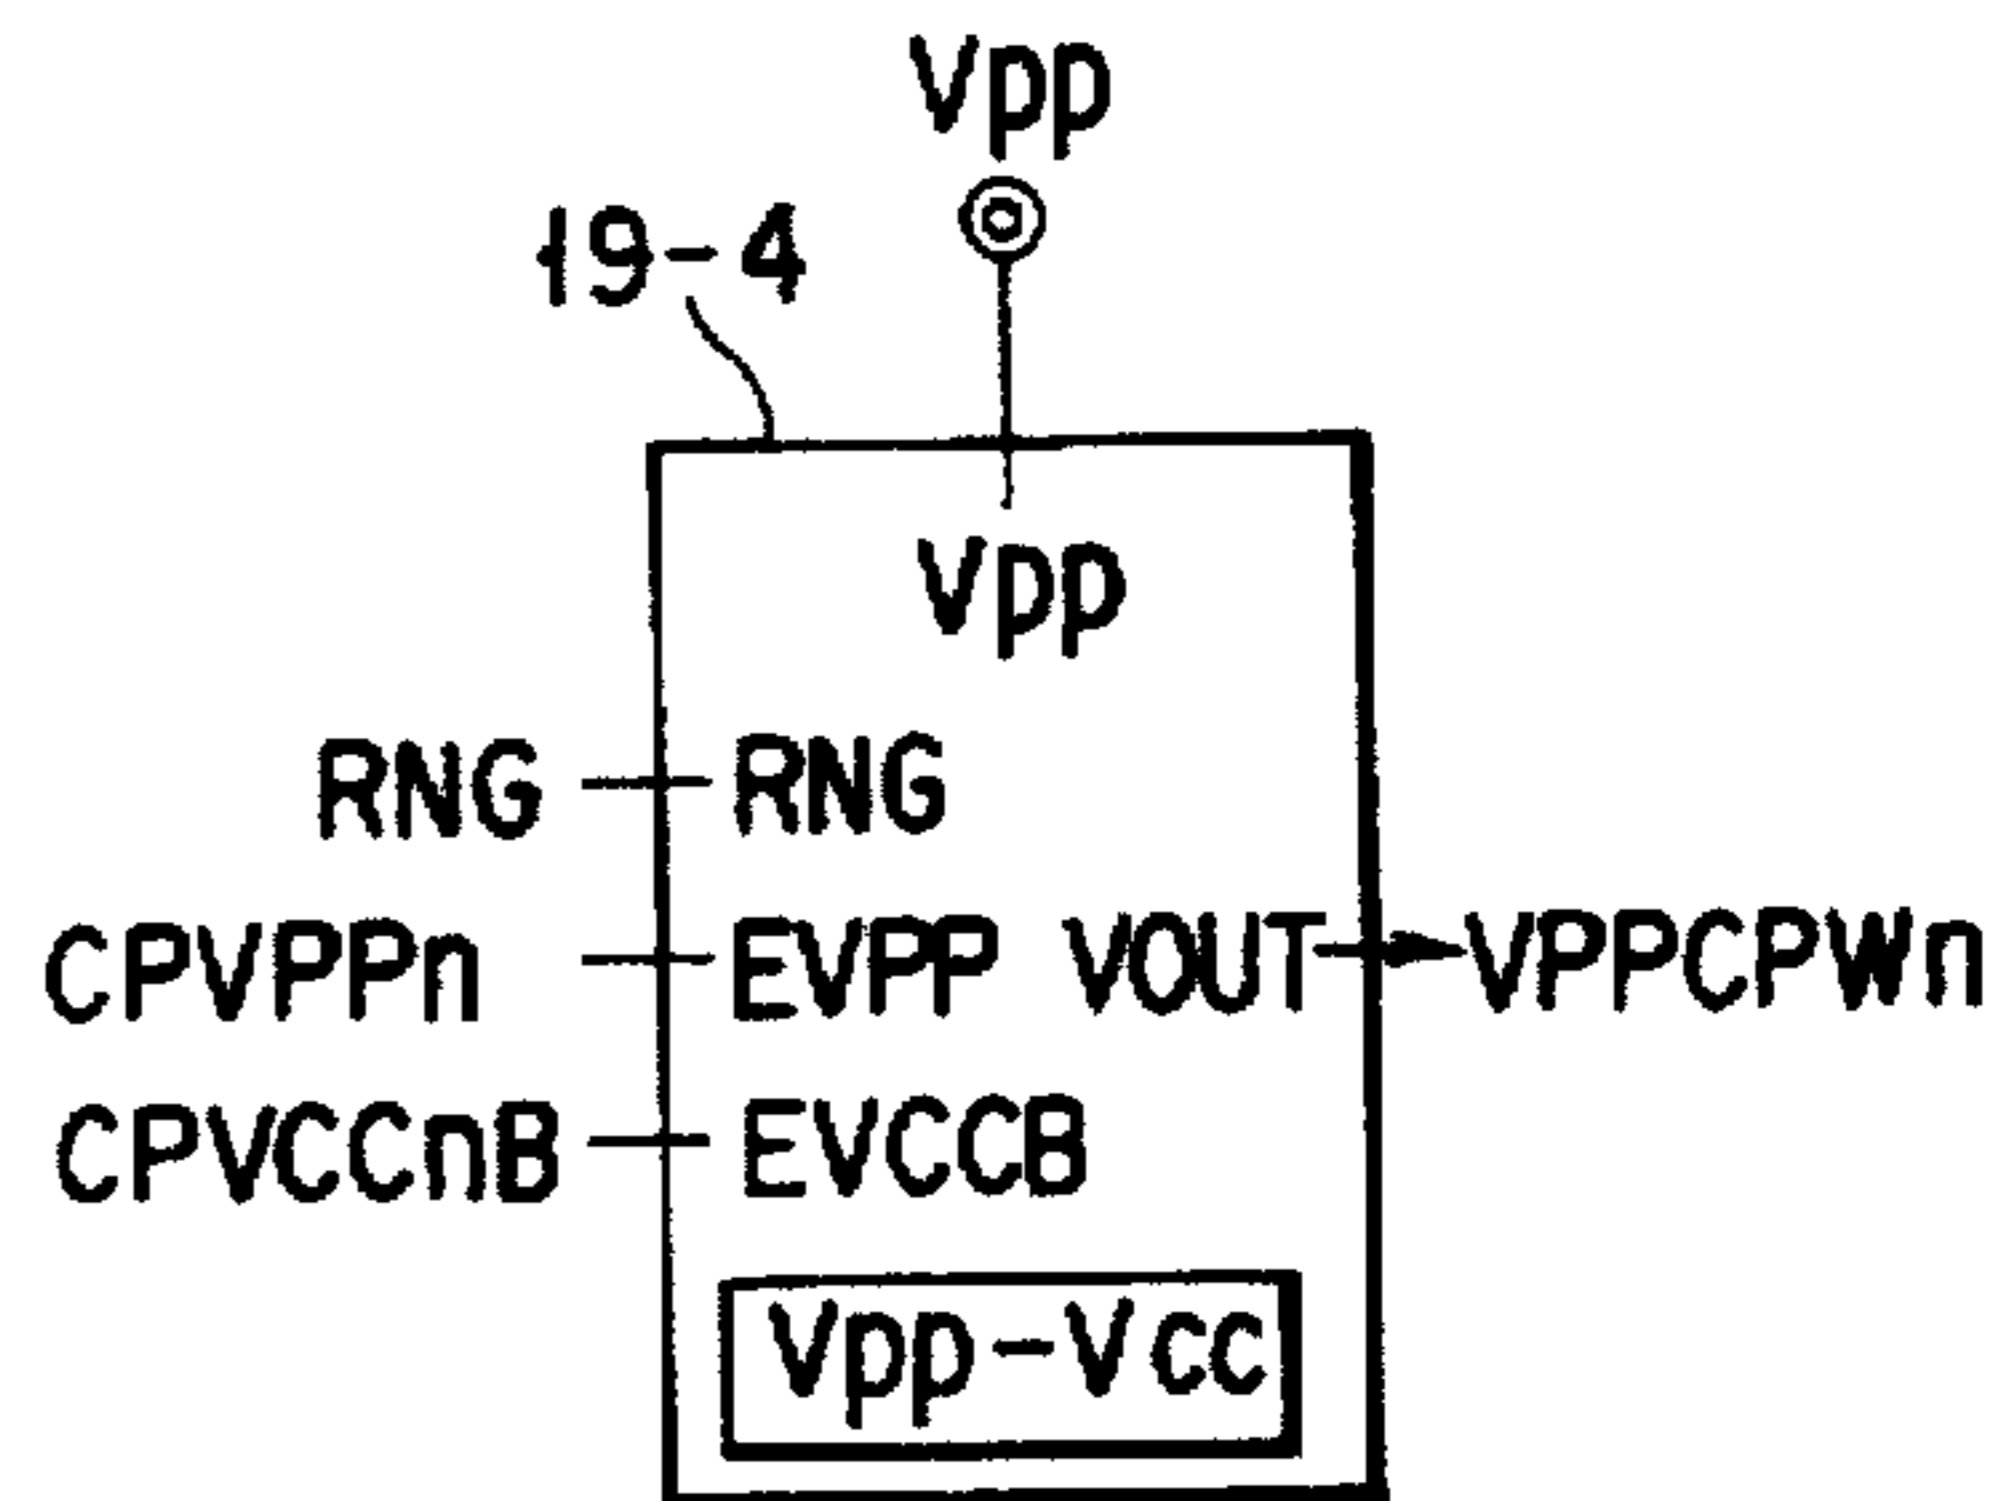 Vpp
19-4
Vpp
RNG RNG
CPVPPn EVPP VOUT VPPCPWn
CPVCCnB EVCCB
Vpp-Vcc